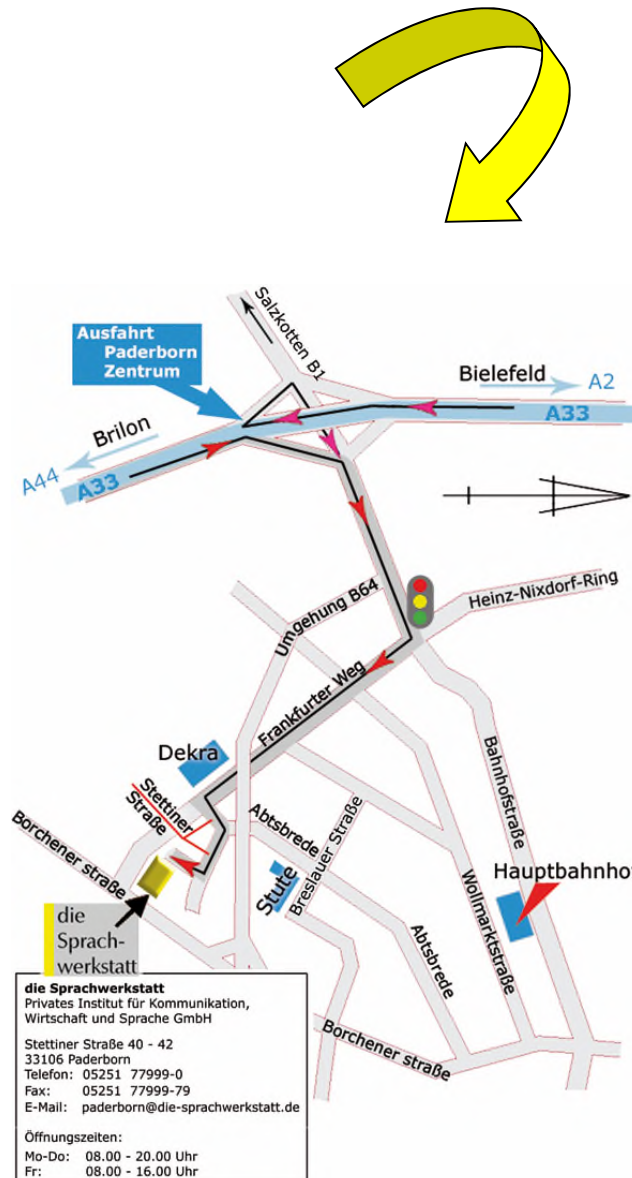 Salzkotten B1
Ausfahrt
Paderborn
Zentrum
Bielefeld
A2
A33
Brilon
A44
A33
Heinz-Nixdorf-Ring
Umgehung B64
Frankfurter Weg
Dekra
Stettiner
Straße
Bahnhofstraße
Abtsbrede
Breslauer Straße
Stute
Wollmarktstraße
Hauptbahnhof
Borchener straße
Abtsbrede
Borchener straße
die
Sprach-
werkstatt
die Sprachwerkstatt
Privates Institut für Kommunikation,
Wirtschaft und Sprache GmbH
Stettiner Straße 40 - 42
33106 Paderborn
Telefon: 05251 77999-0
Fax: 05251 77999-79
E-Mail: paderborn@die-sprachwerkstatt.de
Öffnungszeiten:
Mo-Do: 08.00 - 20.00 Uhr
Fr: 08.00 - 16.00 Uhr